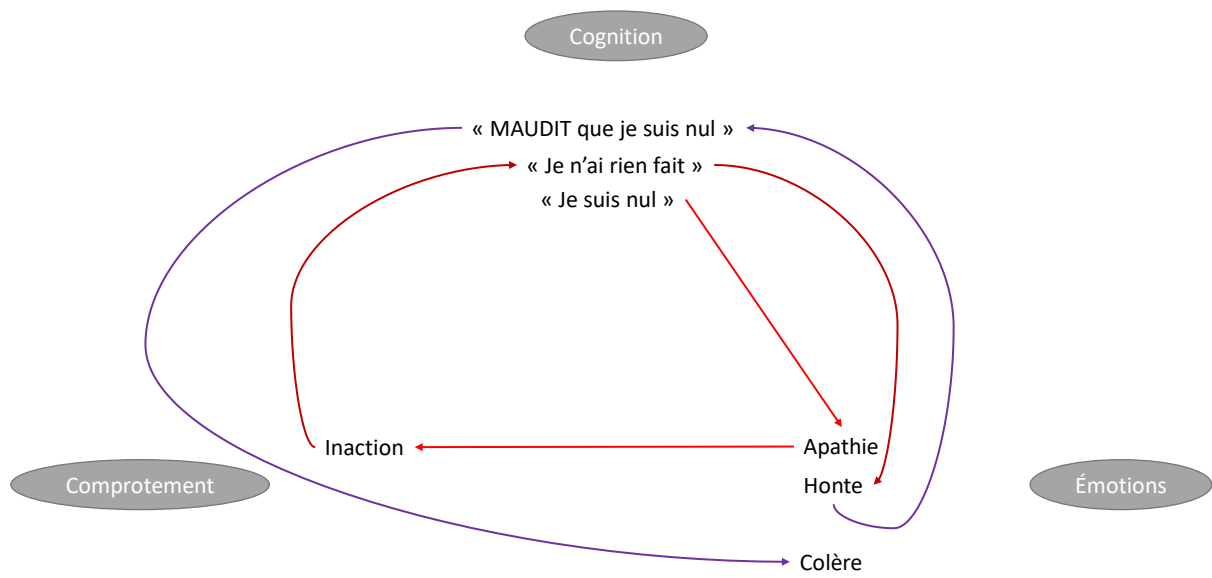 Cognition
« MAUDIT que je suis nul »
« Je n’ai rien fait »
« Je suis nul »
Inaction
Apathie
Comprotement
Honte
Émotions
Colère